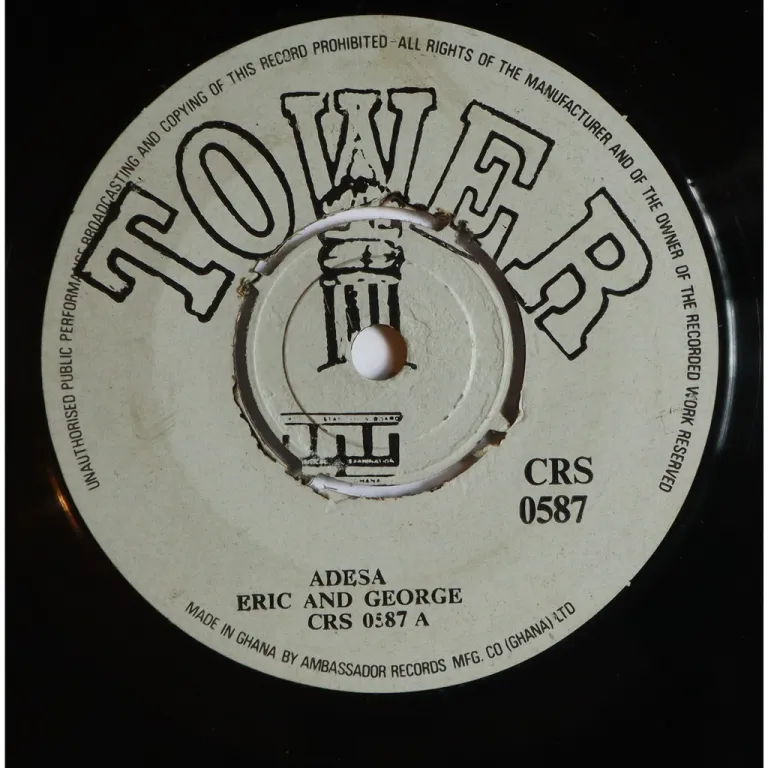 UNAUTHORISED PUBLIC PERFORMANCE BROADCASTING AND COPYING OF THIS RECORD PROHIBITED - ALL RIGHTS OF THE MANUFACTURER AND OF THE OWNER OF THE RECORDED WORK RESERVED
TOWER
CRS
0587
ADESA
ERIC AND GEORGE
CRS 0587 A
MADE IN GHANA BY AMBASSADOR RECORDS MFG. CO (GHANA) LTD